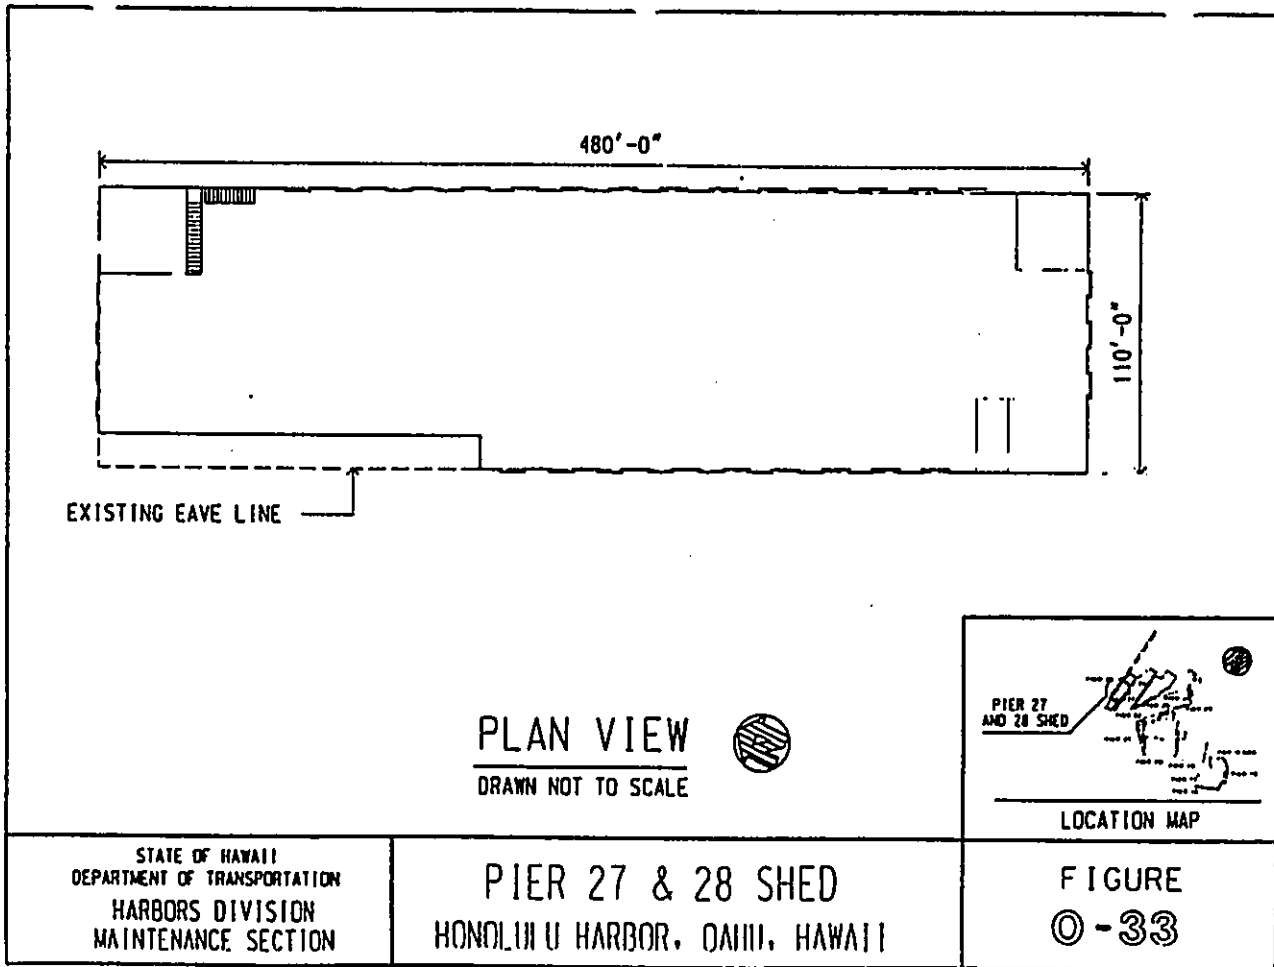 480'-0"
110'-0"
EXISTING EAVE LINE
PLAN VIEW
DRAWN NOT TO SCALE
PIER 27
AND 28 SHED
LOCATION MAP
STATE OF HAWAII
DEPARTMENT OF TRANSPORTATION
HARBORS DIVISION
MAINTENANCE SECTION
PIER 27 & 28 SHED
HONOLULU HARBOR, OAHU, HAWAII
FIGURE
O-33